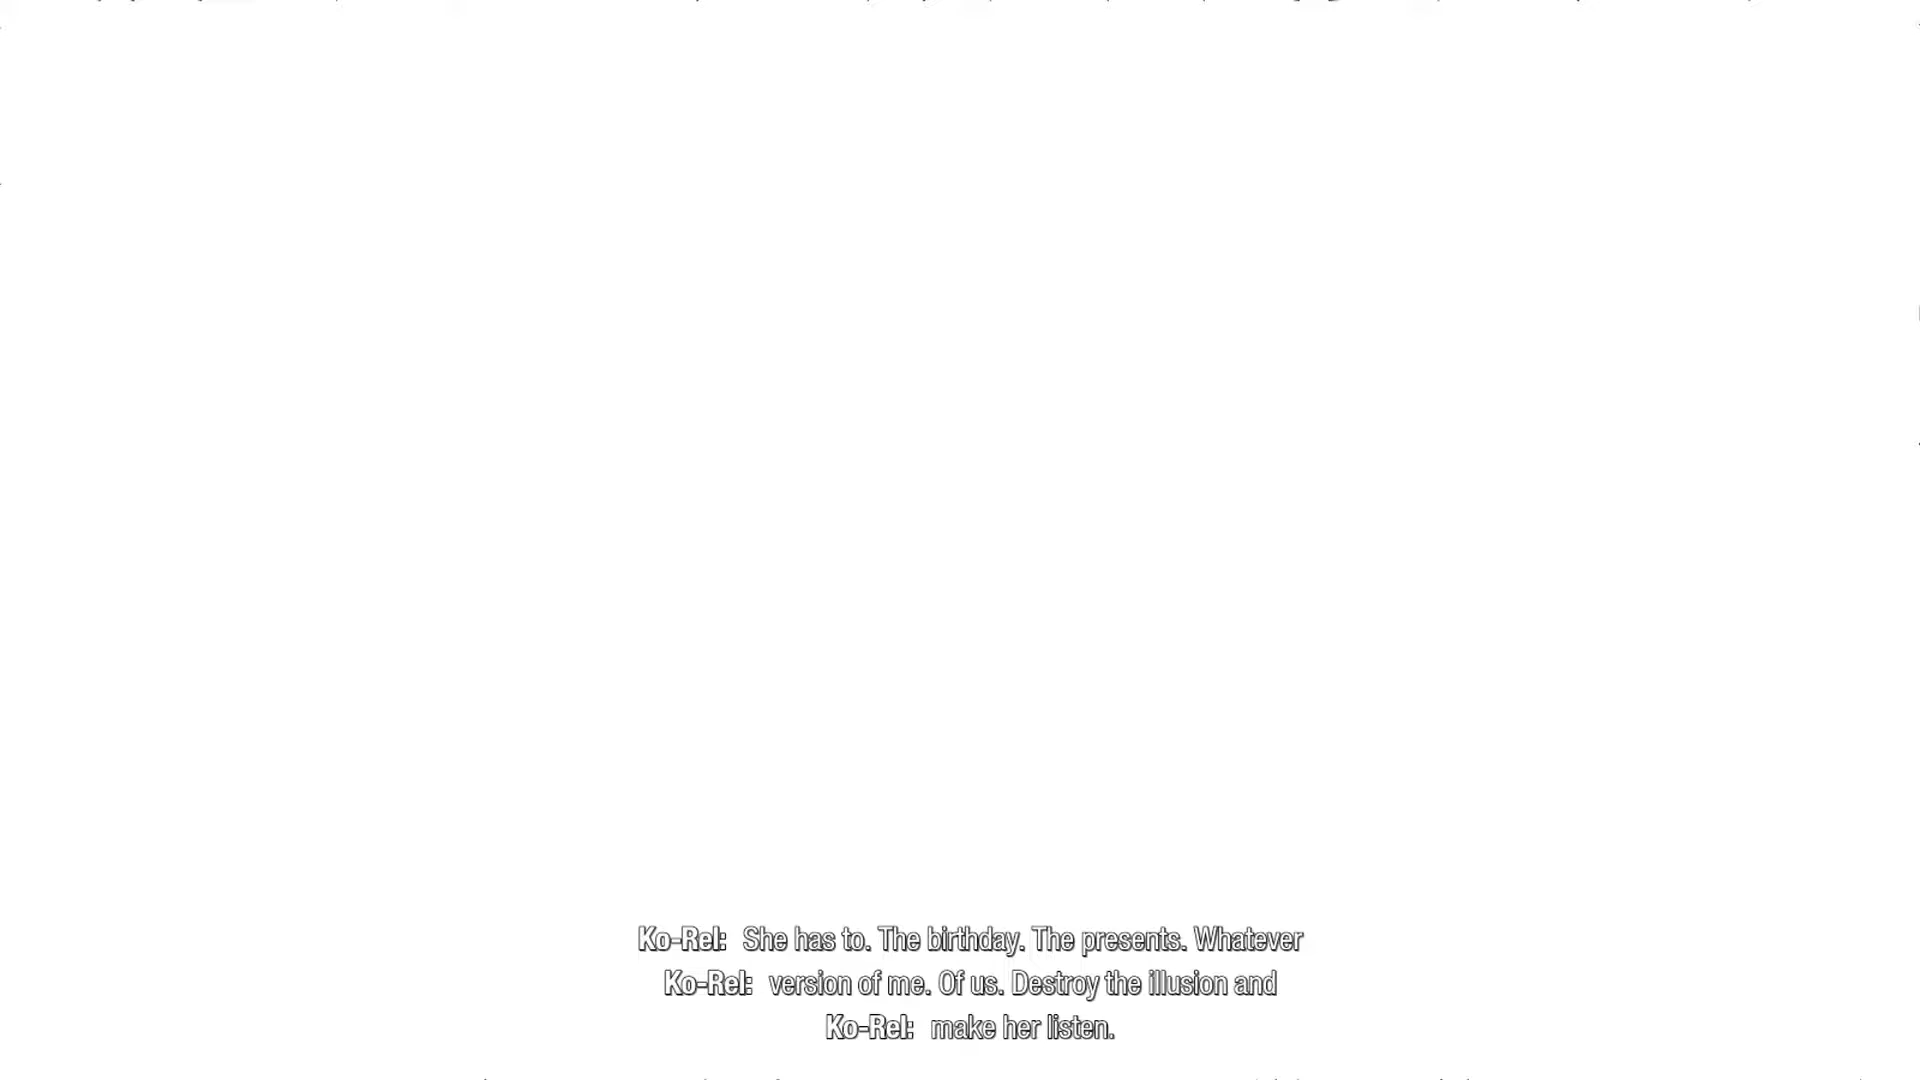 Ko-Rel: She has to. The birthday. The presents. Whatever
Ko-Rel: version of me. Of us. Destroy the illusion and
Ko-Rel: make her listen.